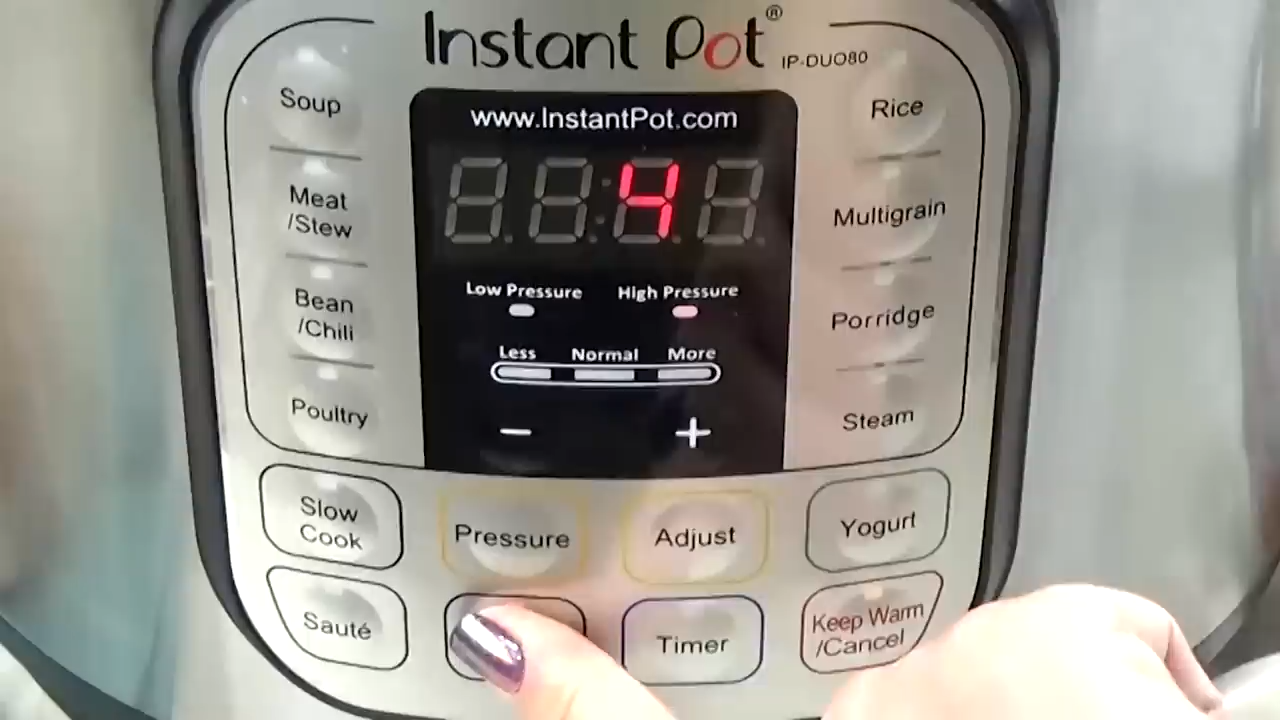 Instant Pot®
IP-DUO80
www.InstantPot.com
4
Low Pressure
High Pressure
Less
Normal
More
−
+
Soup
Meat
/Stew
Bean
/Chili
Poultry
Rice
Multigrain
Porridge
Steam
Slow
Cook
Pressure
Adjust
Yogurt
Sauté
Timer
Keep Warm
/Cancel